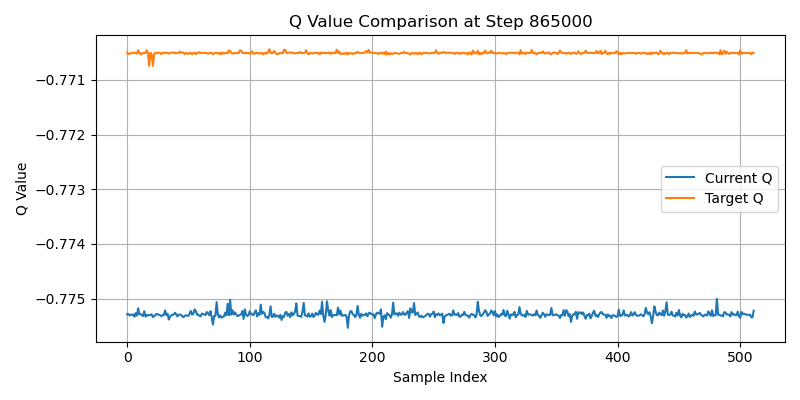 Q Value Comparison at Step 865000
−0.771
−0.772
−0.773
−0.774
−0.775
Q Value
Current Q
Target Q
0 100 200 300 400 500
Sample Index